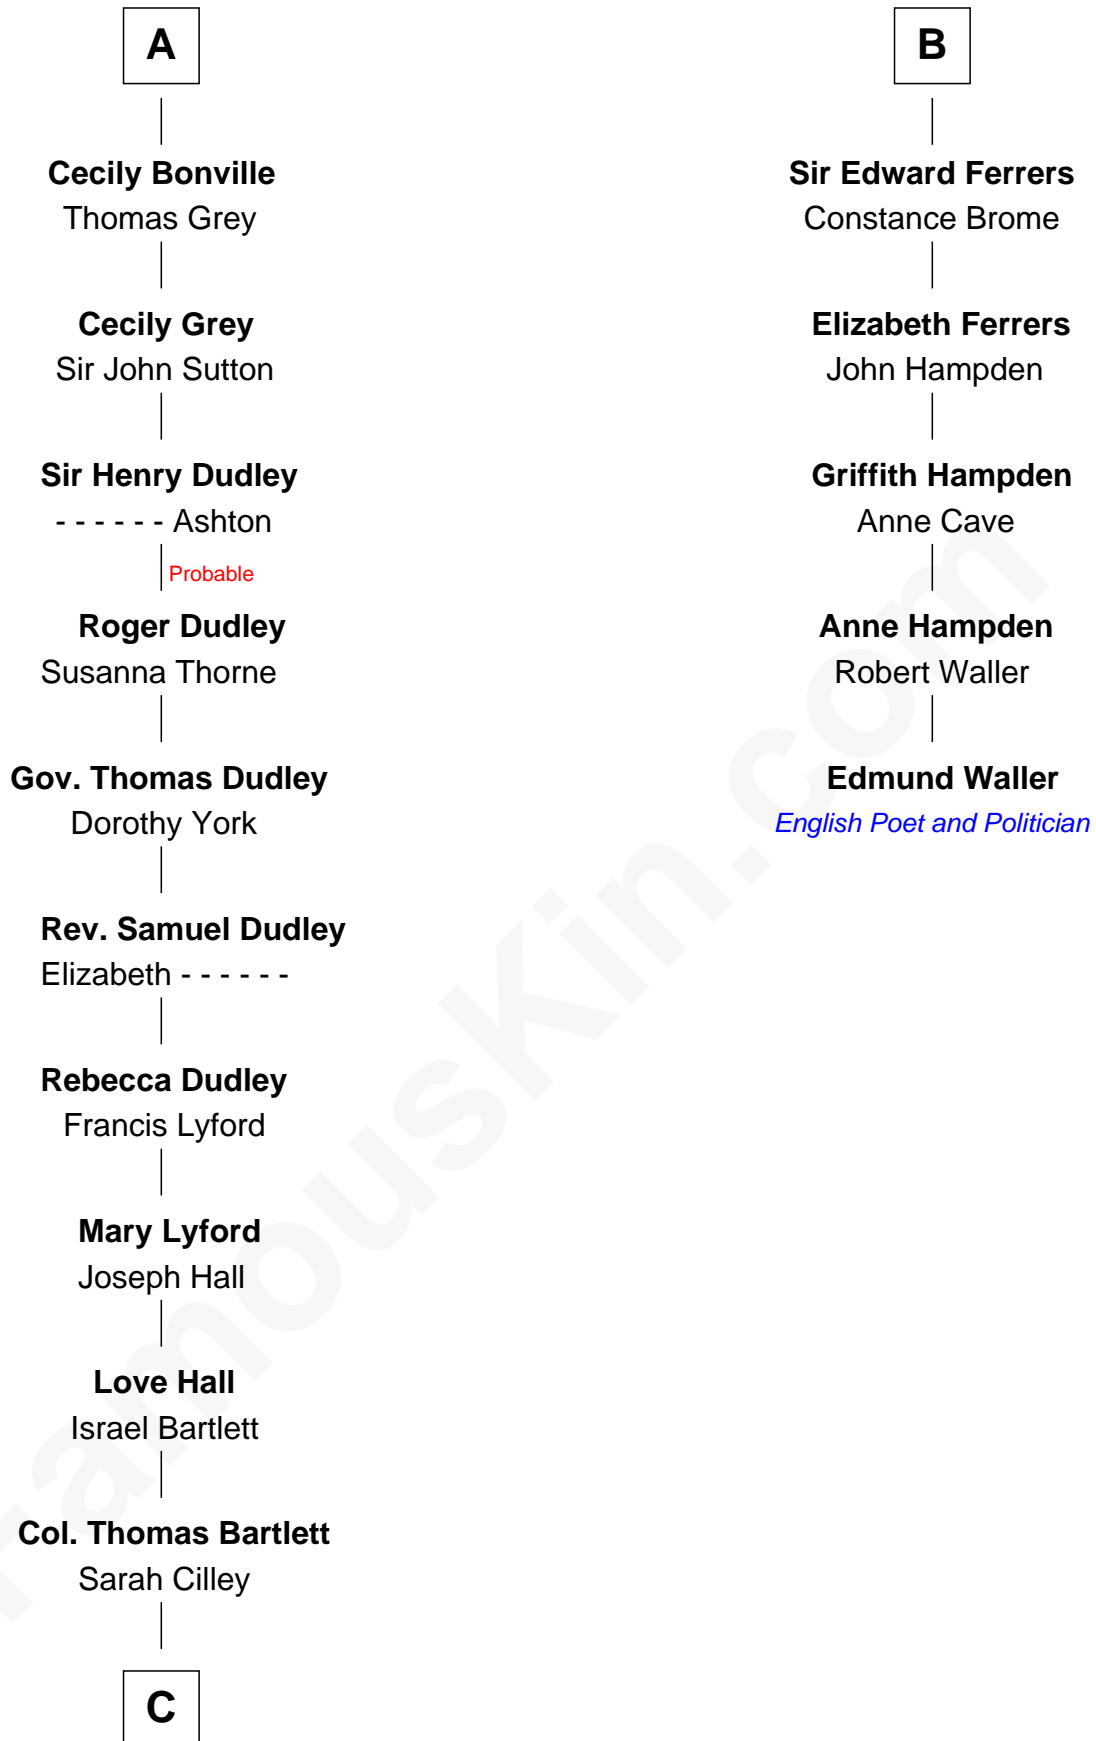 A
Cecily Bonville
Thomas Grey
Cecily Grey
Sir John Sutton
Sir Henry Dudley
- - - - - - Ashton
Probable
Roger Dudley
Susanna Thorne
Gov. Thomas Dudley
Dorothy York
Rev. Samuel Dudley
Elizabeth - - - - - -
Rebecca Dudley
Francis Lyford
Mary Lyford
Joseph Hall
Love Hall
Israel Bartlett
Col. Thomas Bartlett
Sarah Cilley
C
B
Sir Edward Ferrers
Constance Brome
Elizabeth Ferrers
John Hampden
Griffith Hampden
Anne Cave
Anne Hampden
Robert Waller
Edmund Waller
English Poet and Politician
FamousKin.com